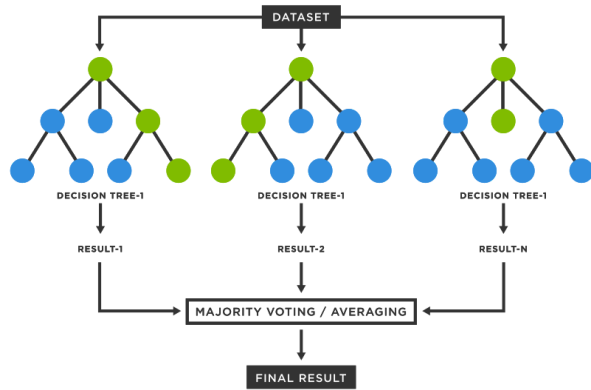 DATASET
DECISION TREE-1
DECISION TREE-1
DECISION TREE-1
RESULT-1
RESULT-2
RESULT-N
MAJORITY VOTING / AVERAGING
FINAL RESULT